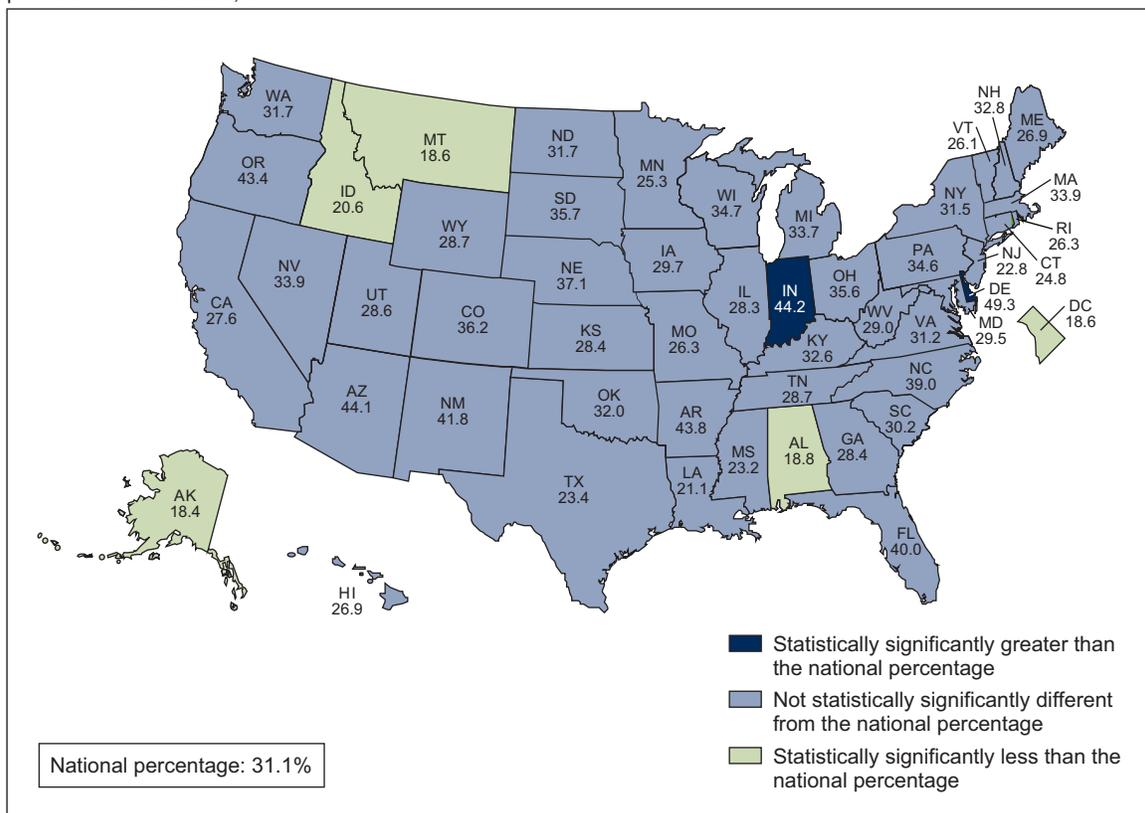 WA
31.7
OR
43.4
CA
27.6
NV
33.9
ID
20.6
MT
18.6
WY
28.7
UT
28.6
CO
36.2
AZ
44.1
NM
41.8
ND
31.7
SD
35.7
NE
37.1
KS
28.4
OK
32.0
TX
23.4
MN
25.3
IA
29.7
MO
26.3
AR
43.8
LA
21.1
WI
34.7
IL
28.3
MI
33.7
IN
44.2
OH
35.6
KY
32.6
TN
28.7
MS
23.2
AL
18.8
GA
28.4
FL
40.0
SC
30.2
NC
39.0
VA
31.2
WV
29.0
PA
34.6
NY
31.5
VT
26.1
NH
32.8
ME
26.9
MA
33.9
RI
26.3
CT
24.8
NJ
22.8
DE
49.3
MD
29.5
DC
18.6
AK
18.4
HI
26.9
Statistically significantly greater than
the national percentage
Not statistically significantly different
from the national percentage
Statistically significantly less than the
national percentage
National percentage: 31.1%